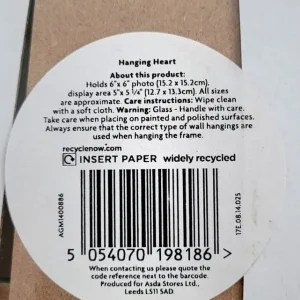 Hanging Heart
About this product:
Holds 6"x 6" photo (15.2 x 15.2cm),
display area 5"x 5 ¼" (12.7 x 13.3cm). All sizes
are approximate. Care instructions: Wipe clean
with a soft cloth. Warning: Glass - Handle with care.
Take care when placing on painted and polished surfaces.
Always ensure that the correct type of wall hangings are
used when hanging the frame.
recyclenow.com
INSERT PAPER widely recycled
AGM1400886
17E.08.14.025
5 054070 198186 >
When contacting us please quote the
code reference next to the barcode.
Produced for Asda Stores Ltd.,
Leeds LS11 5AD.